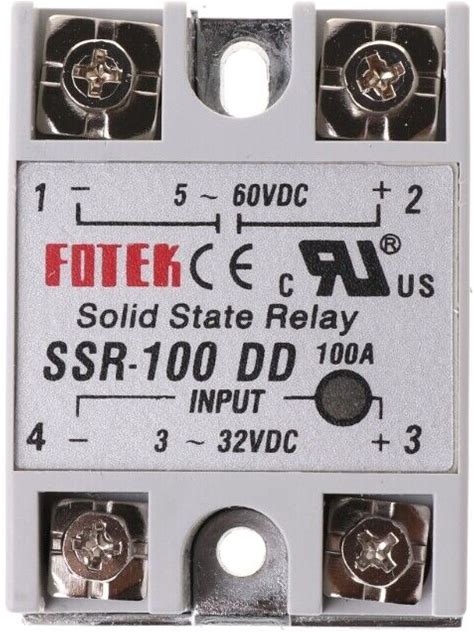 1 - 5 ~ 60VDC + 2
FOTEK CE c RU® US
Solid State Relay
SSR-100 DD 100A
INPUT
4 - 3 ~ 32VDC + 3